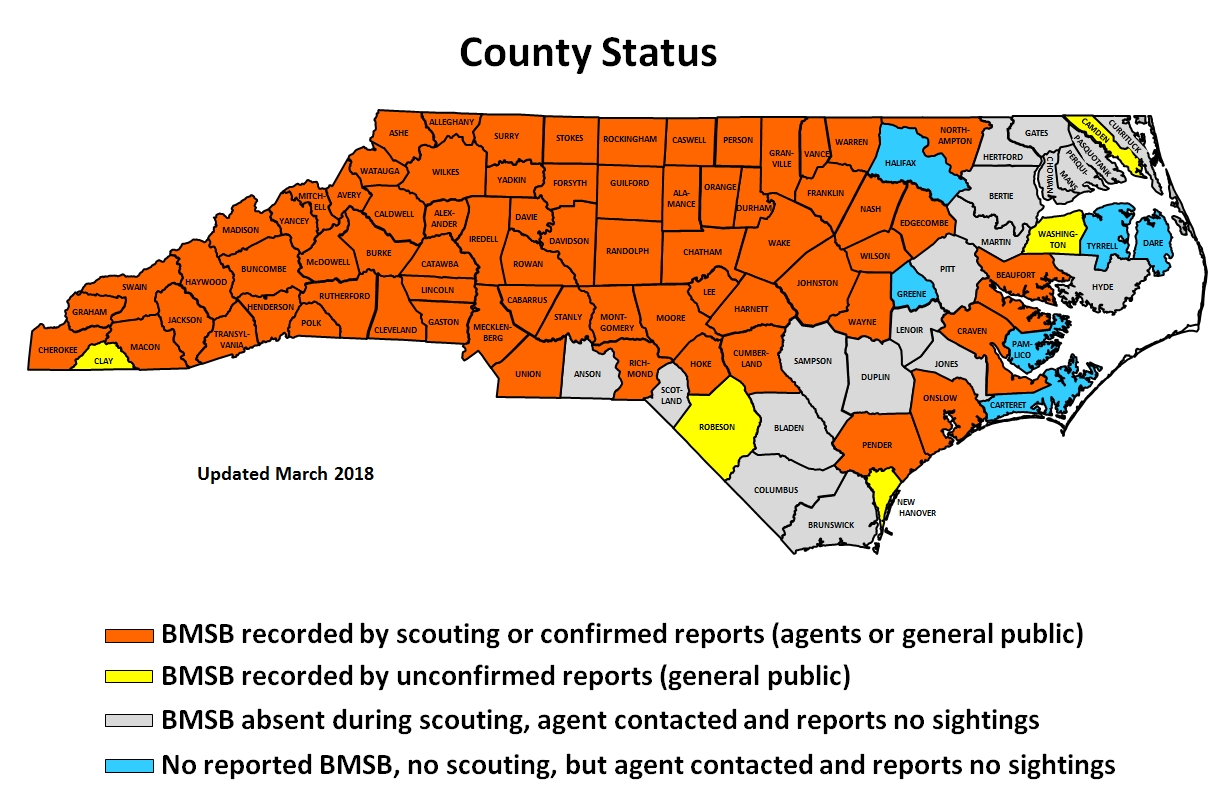 County Status
ASHE
ALLEGHANY
SURRY
STOKES
ROCKINGHAM
CASWELL
PERSON
GRAN-
VILLE
VANCE
WARREN
HALIFAX
NORTH-
AMPTON
HERTFORD
GATES
CAMDEN
CURRITUCK
PASQUOTANK
PERQUI-
MANS
CHOWAN
BERTIE
WATAUGA
WILKES
YADKIN
FORSYTH
GUILFORD
ALA-
MANCE
ORANGE
DURHAM
FRANKLIN
NASH
EDGECOMBE
MARTIN
WASHING-
TON
TYRRELL
DARE
MITCH-
ELL
AVERY
YANCEY
MADISON
CALDWELL
ALEX-
ANDER
IREDELL
DAVIE
DAVIDSON
RANDOLPH
CHATHAM
WAKE
WILSON
PITT
BEAUFORT
HYDE
HAYWOOD
BUNCOMBE
McDOWELL
BURKE
CATAWBA
ROWAN
LINCOLN
CABARRUS
STANLY
MONT-
GOMERY
MOORE
LEE
HARNETT
JOHNSTON
WAYNE
GREENE
LENOIR
CRAVEN
PAM-
LICO
SWAIN
GRAHAM
JACKSON
HENDERSON
TRANSYL-
VANIA
POLK
RUTHERFORD
CLEVELAND
GASTON
MECKLEN-
BERG
CHEROKEE
CLAY
MACON
UNION
ANSON
RICH-
MOND
SCOT-
LAND
HOKE
CUMBER-
LAND
SAMPSON
DUPLIN
JONES
ONSLOW
CARTERET
ROBESON
BLADEN
PENDER
COLUMBUS
BRUNSWICK
NEW
HANOVER
Updated March 2018
BMSB recorded by scouting or confirmed reports (agents or general public)
BMSB recorded by unconfirmed reports (general public)
BMSB absent during scouting, agent contacted and reports no sightings
No reported BMSB, no scouting, but agent contacted and reports no sightings